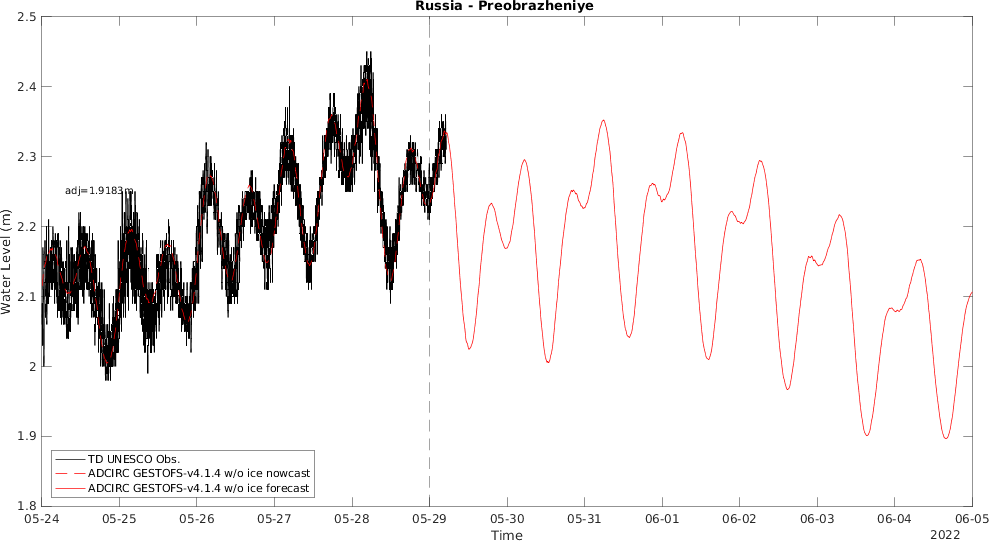 Russia - Preobrazheniye
2.5
2.4
2.3
2.2
2.1
2
1.9
1.8
Water Level (m)
adj=1.9183m
TD UNESCO Obs.
ADCIRC GESTOFS-v4.1.4 w/o ice nowcast
ADCIRC GESTOFS-v4.1.4 w/o ice forecast
05-24 05-25 05-26 05-27 05-28 05-29 05-30 05-31 06-01 06-02 06-03 06-04 06-05
Time
2022